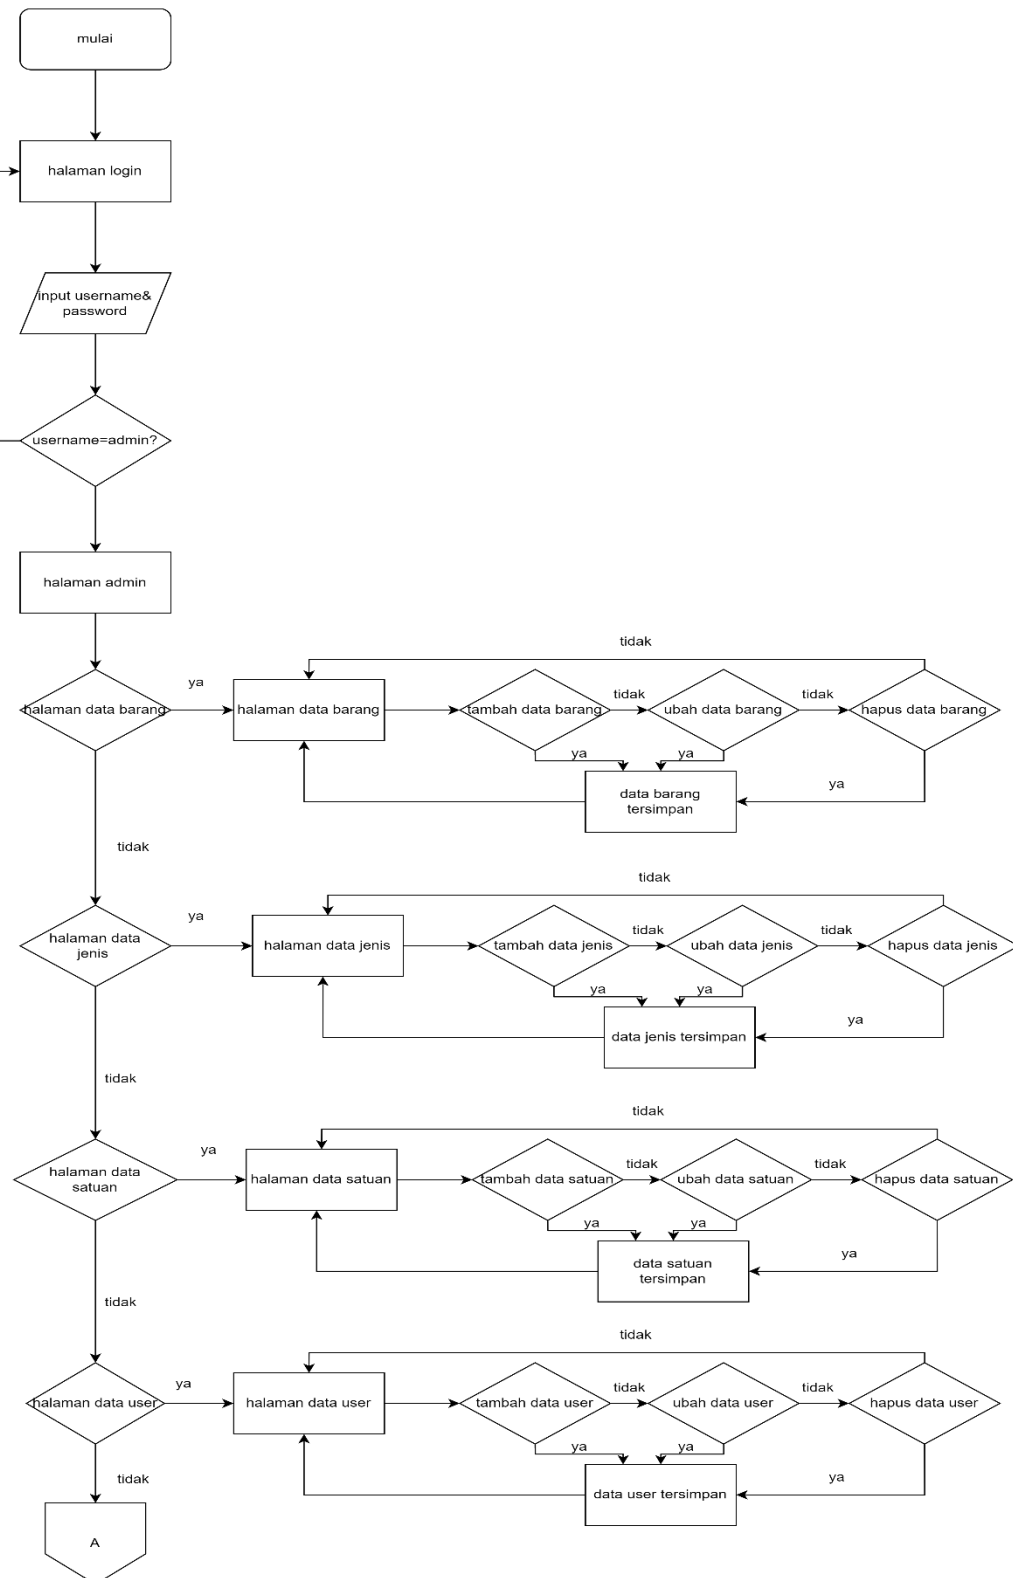 mulai
halaman login
input username&
password
username=admin?
halaman admin
tidak
halaman data barang
ya
halaman data barang
tambah data barang
tidak
ubah data barang
tidak
hapus data barang
ya
ya
data barang
tersimpan
ya
tidak
tidak
halaman data
jenis
ya
halaman data jenis
tambah data jenis
tidak
ubah data jenis
tidak
hapus data jenis
ya
ya
data jenis tersimpan
ya
tidak
tidak
halaman data
satuan
ya
halaman data satuan
tambah data satuan
tidak
ubah data satuan
tidak
hapus data satuan
ya
ya
data satuan
tersimpan
ya
tidak
tidak
halaman data user
ya
halaman data user
tambah data user
tidak
ubah data user
tidak
hapus data user
ya
ya
data user tersimpan
ya
tidak
A